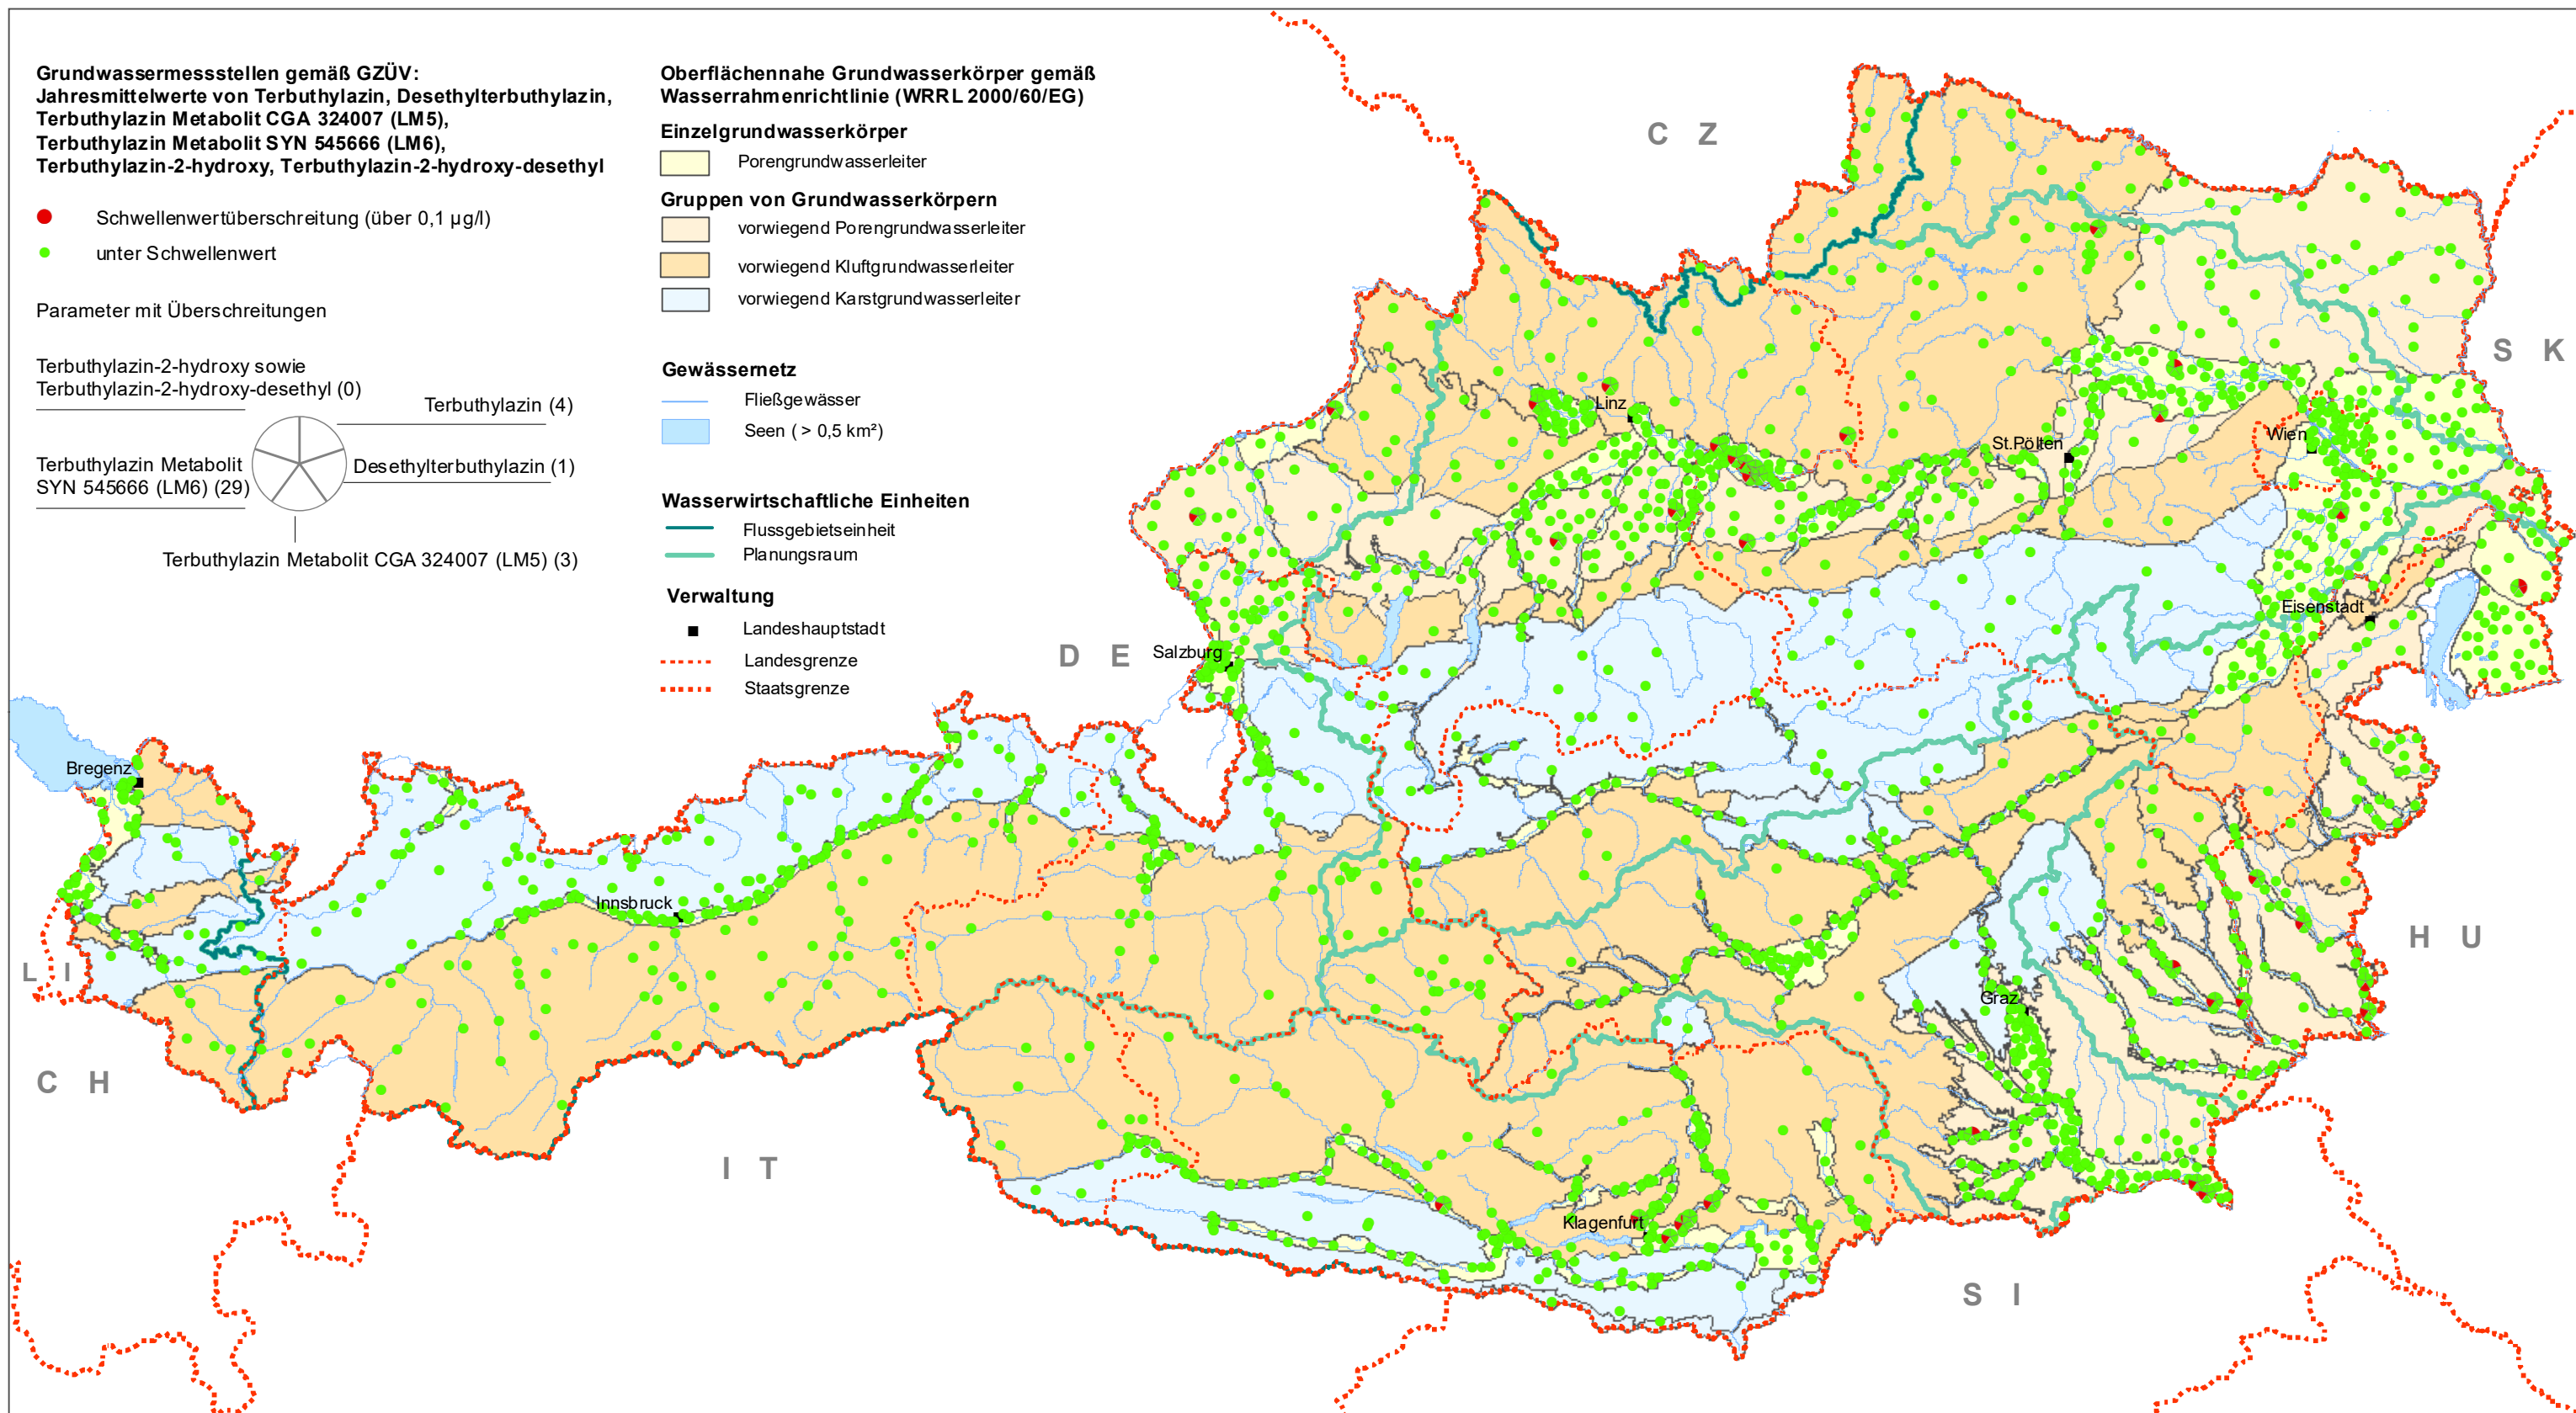 Grundwassermessstellen gemäß GZÜV:
Jahresmittelwerte von Terbuthylazin, Desethylterbuthylazin,
Terbuthylazin Metabolit CGA 324007 (LM5),
Terbuthylazin Metabolit SYN 545666 (LM6),
Terbuthylazin-2-hydroxy, Terbuthylazin-2-hydroxy-desethyl
Schwellenwertüberschreitung (über 0,1 µg/l)
unter Schwellenwert
Parameter mit Überschreitungen
Terbuthylazin-2-hydroxy sowie
Terbuthylazin-2-hydroxy-desethyl (0)
Terbuthylazin (4)
Desethylterbuthylazin (1)
Terbuthylazin Metabolit
SYN 545666 (LM6) (29)
Terbuthylazin Metabolit CGA 324007 (LM5) (3)
Oberflächennahe Grundwasserkörper gemäß
Wasserrahmenrichtlinie (WRRL 2000/60/EG)
Einzelgrundwasserkörper
Porengrundwasserleiter
Gruppen von Grundwasserkörpern
vorwiegend Porengrundwasserleiter
vorwiegend Kluftgrundwasserleiter
vorwiegend Karstgrundwasserleiter
Gewässernetz
Fließgewässer
Seen ( > 0,5 km²)
Wasserwirtschaftliche Einheiten
Flussgebietseinheit
Planungsraum
Verwaltung
Landeshauptstadt
Landesgrenze
Staatsgrenze
C Z
S K
Linz
St.Pölten
Wien
Eisenstadt
D E
Salzburg
Bregenz
Innsbruck
L I
H U
Graz
C H
I T
Klagenfurt
S I